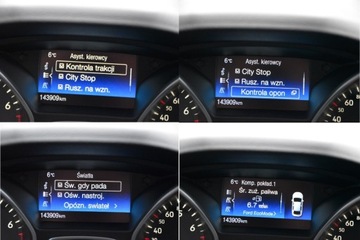 6°C
Asyst. kierowcy
Kontrola trakcji
City Stop
Rusz. na wzn.
143909km
6°C
Asyst. kierowcy
City Stop
Rusz. na wzn.
Kontrola opon
143909km
6°C
Światła
Św. gdy pada
Ośw. nastroj.
Opóźn. świateł
143909km
6°C
Komp. pokład.1
Śr. zuż. paliwa
6.7
Ford EcoMode
143909km